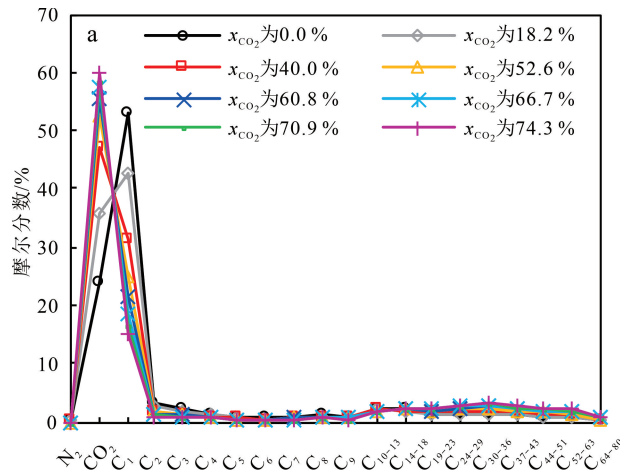 70
60
50
40
30
20
10
0
摩尔分数/%
a
x_CO₂为0.0 %
x_CO₂为18.2 %
x_CO₂为40.0 %
x_CO₂为52.6 %
x_CO₂为60.8 %
x_CO₂为66.7 %
x_CO₂为70.9 %
x_CO₂为74.3 %
N₂
CO₂
C₁
C₂
C₃
C₄
C₅
C₆
C₇
C₈
C₉
C₁₀₋₁₃
C₁₄₋₁₈
C₁₉₋₂₃
C₂₄₋₂₉
C₃₀₋₃₆
C₃₇₋₄₃
C₄₄₋₅₁
C₅₂₋₆₃
C₆₄₋₈₀